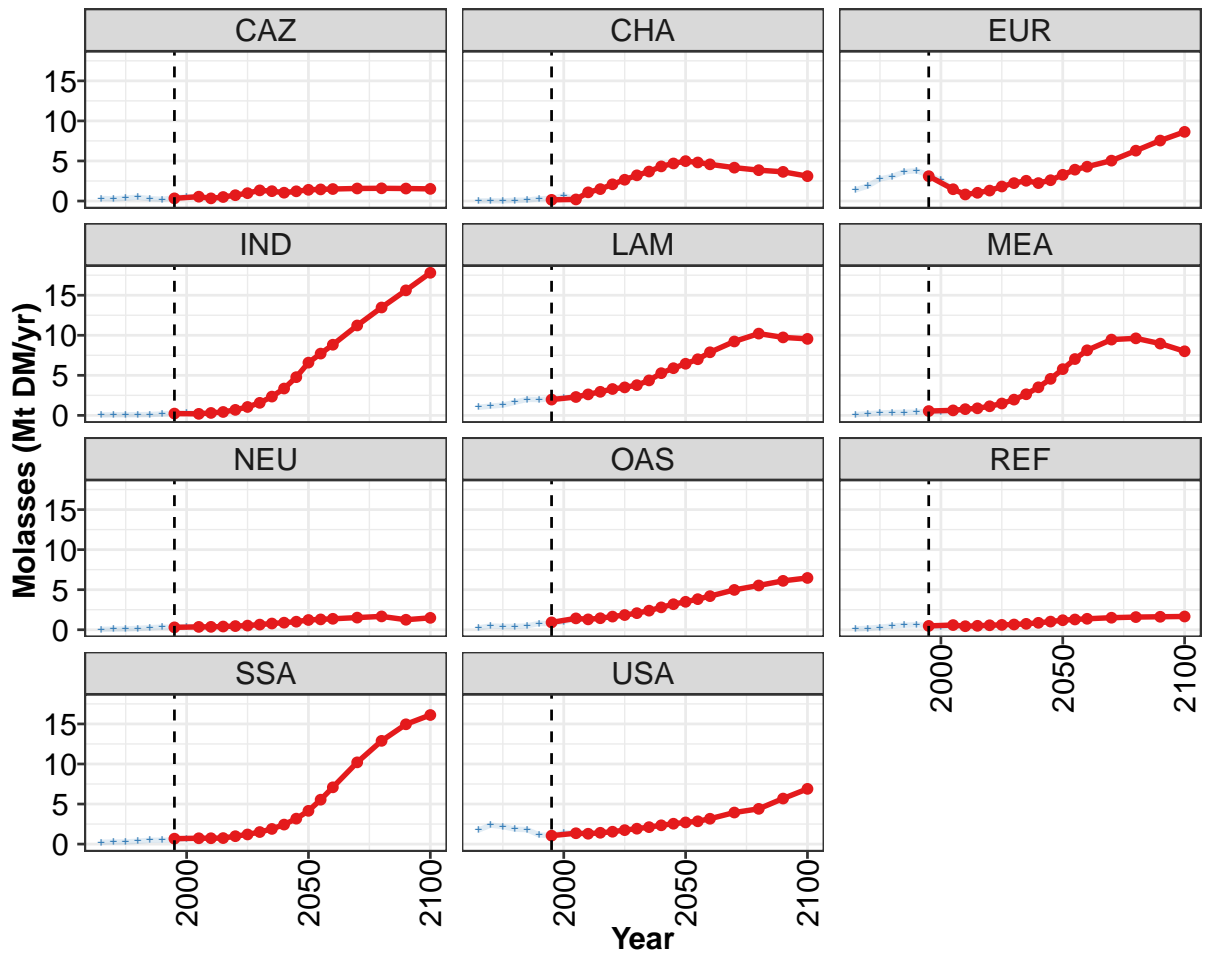 CAZ CHA EUR
15
10
5
0
IND LAM MEA
15
10
5
0
NEU OAS REF
15
10
5
0
2000 2050 2100
SSA USA
15
10
5
0
2000 2050 2100 2000 2050 2100
Year
Molasses (Mt DM/yr)